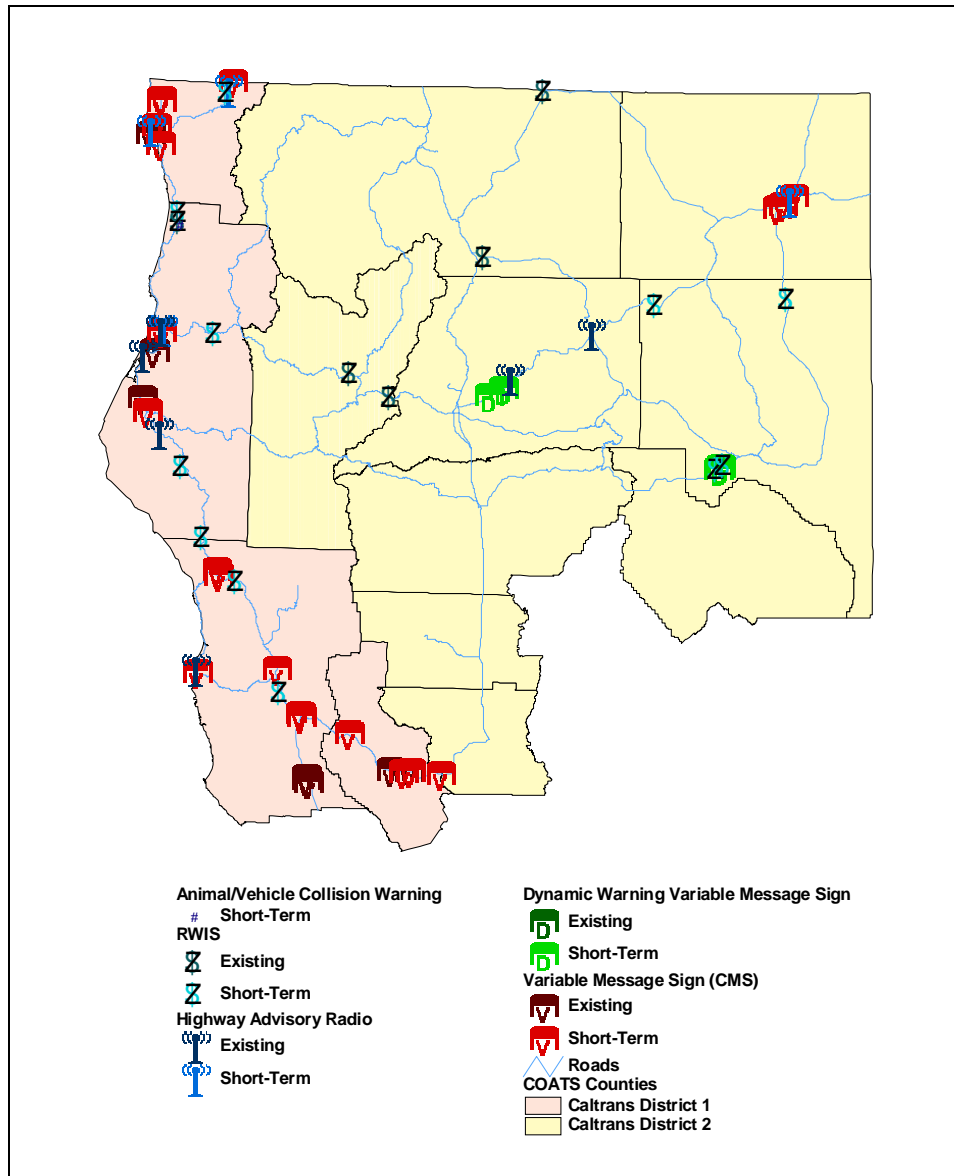 Animal/Vehicle Collision Warning
# Short-Term
RWIS
Existing
Short-Term
Highway Advisory Radio
Existing
Short-Term
Dynamic Warning Variable Message Sign
D Existing
D Short-Term
Variable Message Sign (CMS)
V Existing
V Short-Term
Roads
COATS Counties
Caltrans District 1
Caltrans District 2